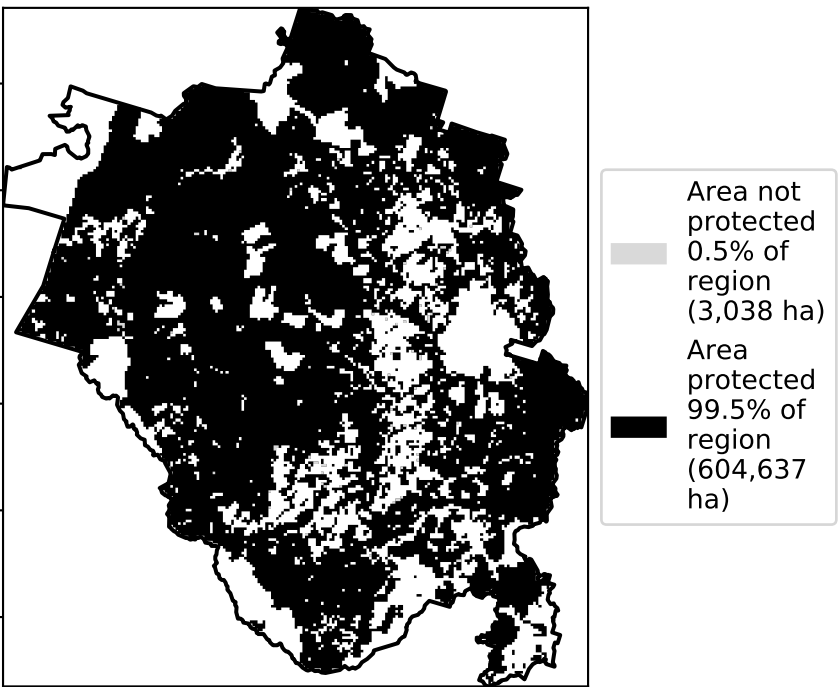 Area not
protected
0.5% of
region
(3,038 ha)
Area
protected
99.5% of
region
(604,637
ha)